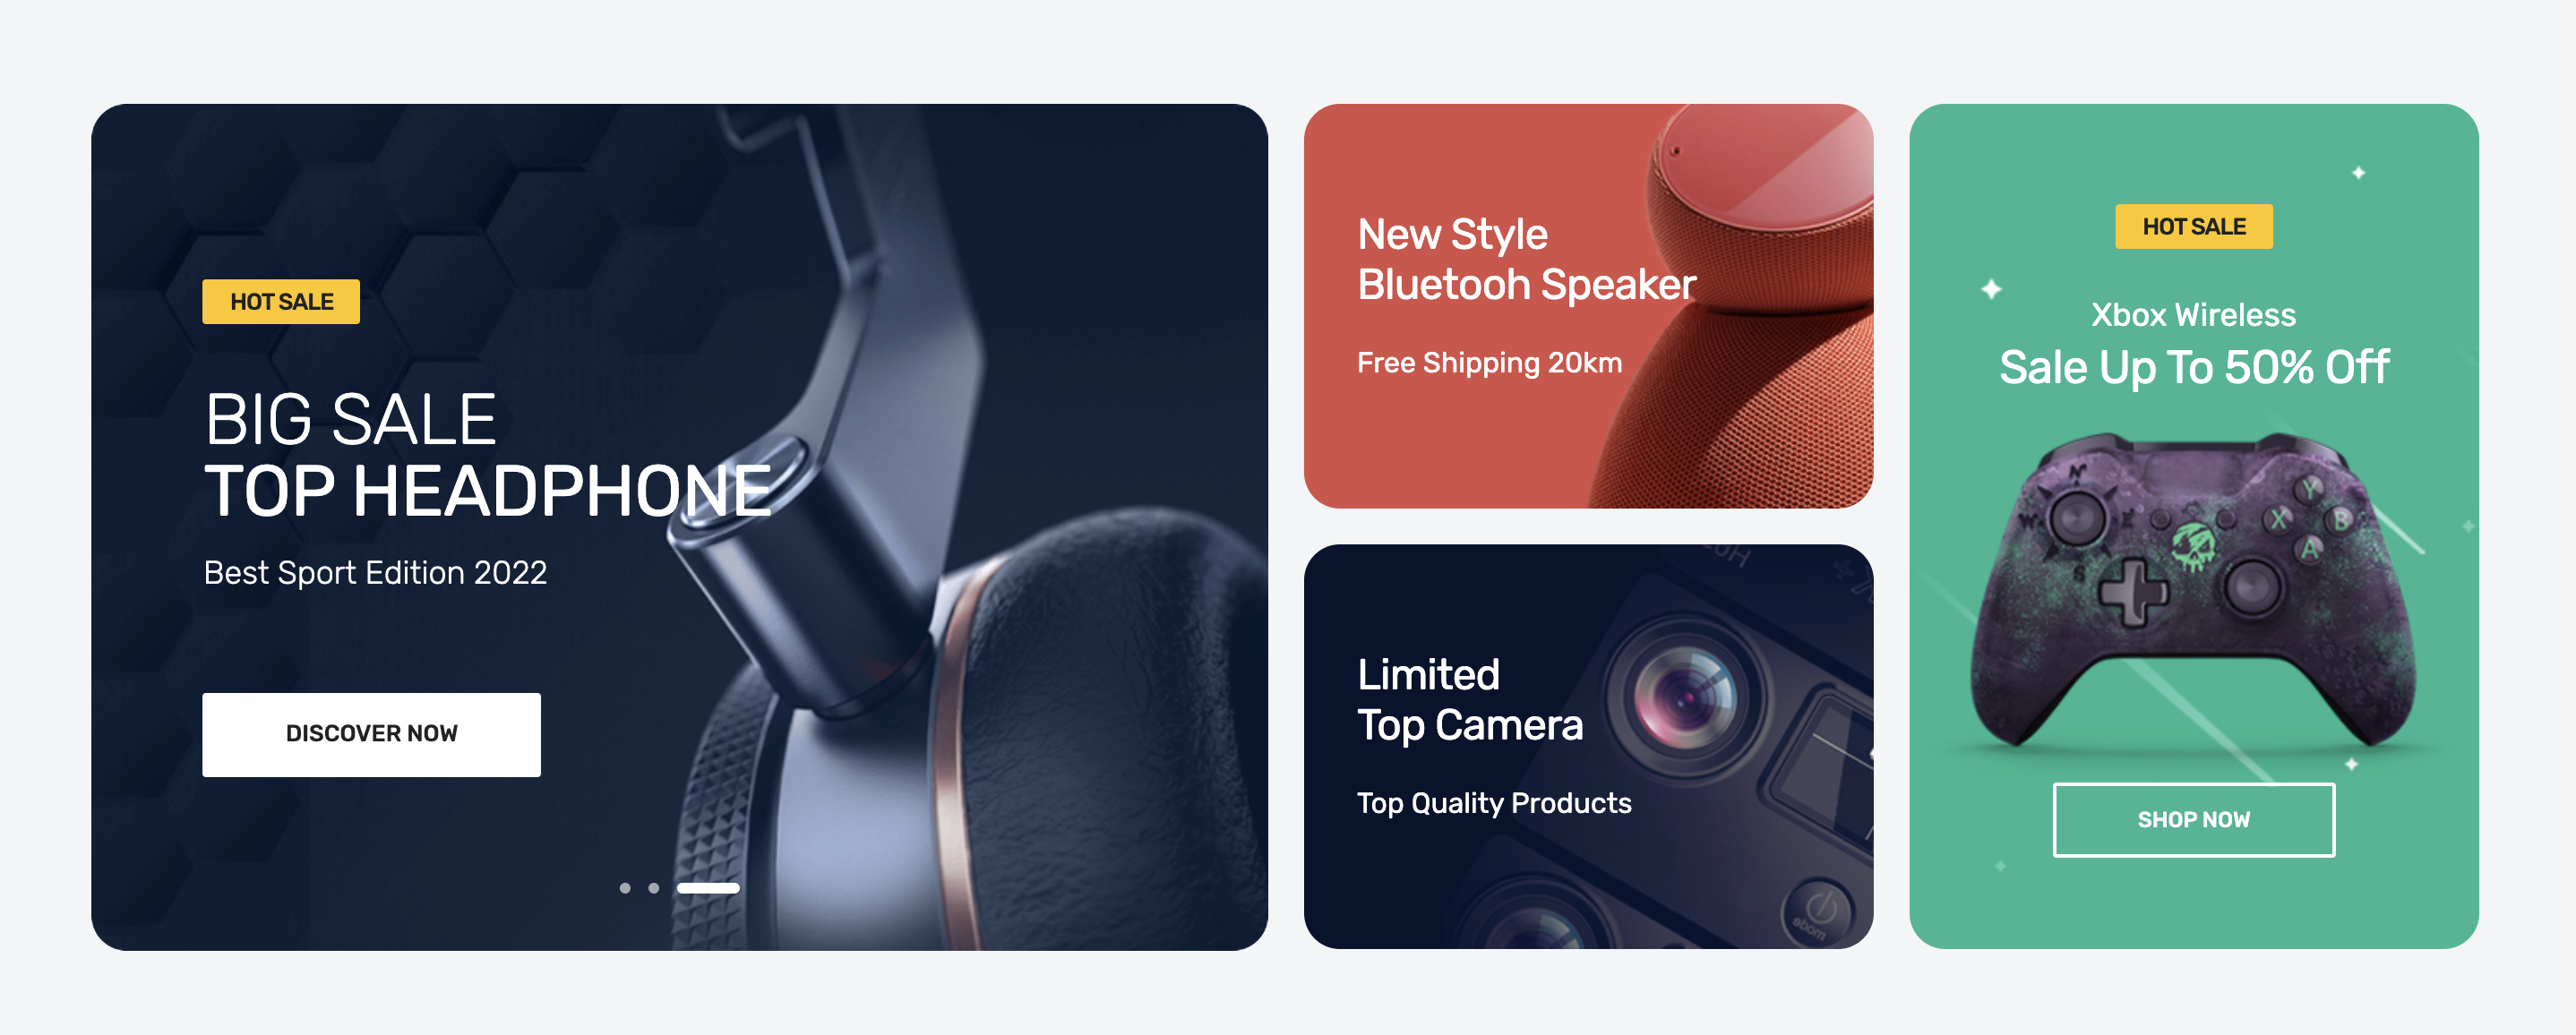 HOT SALE
BIG SALE
TOP HEADPHONE
Best Sport Edition 2022
DISCOVER NOW
New Style
Bluetooh Speaker
Free Shipping 20km
Limited
Top Camera
Top Quality Products
mode
HOT SALE
Xbox Wireless
Sale Up To 50% Off
N
W
E
S
Y
X
B
A
SHOP NOW